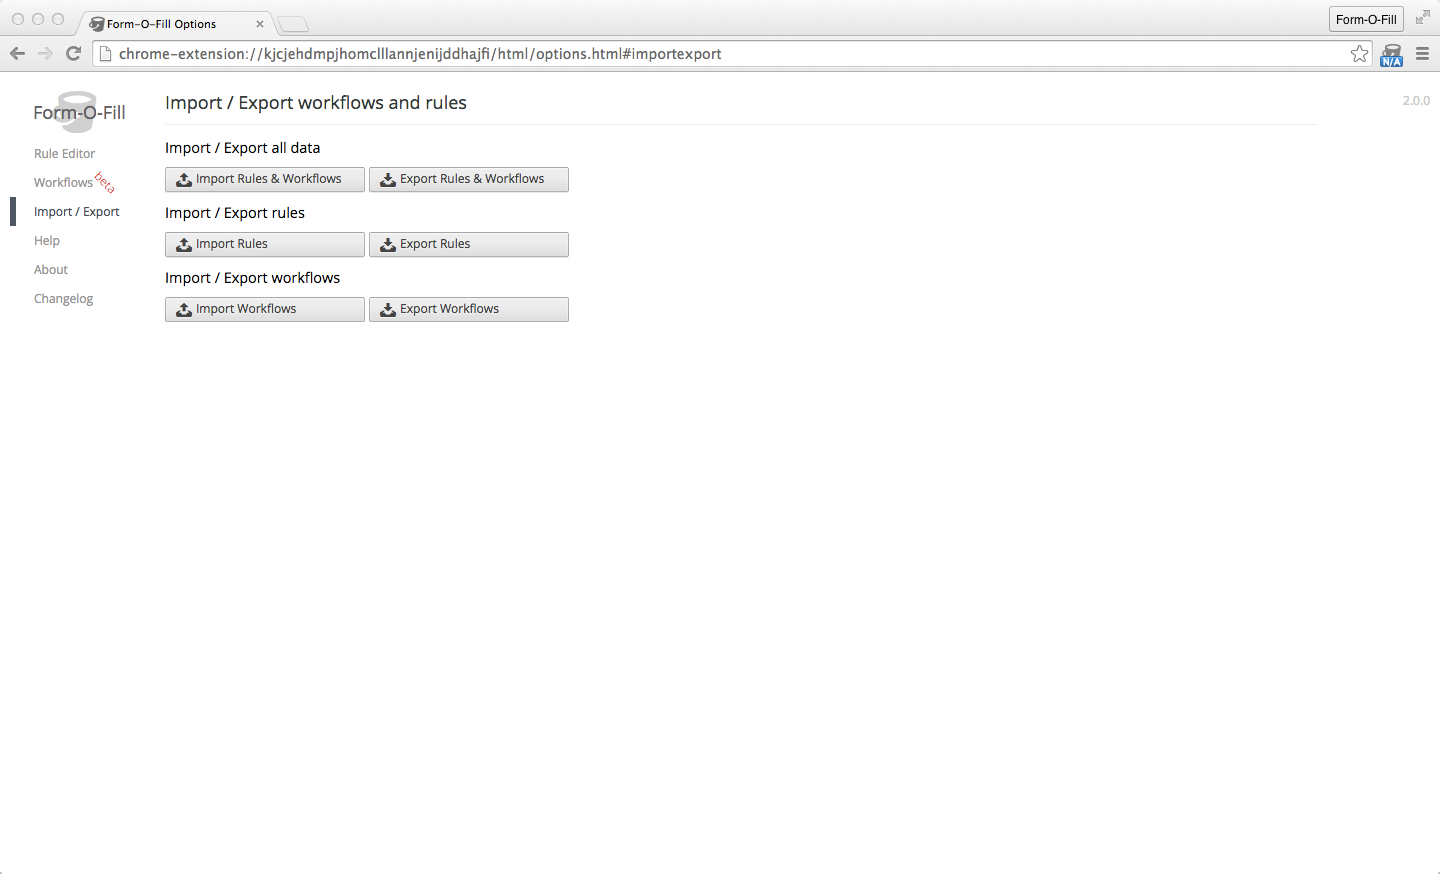 Form-O-Fill Options
Form-O-Fill
chrome-extension://kjcjehdmpjhomclllannjenijddhajfi/html/options.html#importexport
N/A
Form-O-Fill
Rule Editor
Workflows beta
Import / Export
Help
About
Changelog
Import / Export workflows and rules
2.0.0
Import / Export all data
Import Rules & Workflows Export Rules & Workflows
Import / Export rules
Import Rules Export Rules
Import / Export workflows
Import Workflows Export Workflows